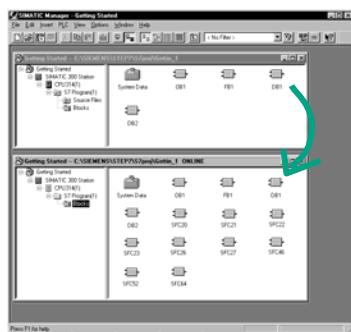 SIMATIC Manager - Getting Started
File Edit Insert PLC View Options Window Help
< No Filter >
Getting Started -- C:\SIEMENS\STEP7\S7proj\Gettin_1
Getting Started
SIMATIC 300 Station
CPU314(1)
S7 Program(1)
Source Files
Blocks
System Data OB1 FB1 DB1
DB2
Getting Started -- C:\SIEMENS\STEP7\S7proj\Gettin_1 ONLINE
Getting Started
SIMATIC 300 Station
CPU314(1)
S7 Program(1)
Blocks
System Data OB1 FB1 DB1
DB2 SFC20 SFC21 SFC22
SFC23 SFC26 SFC27 SFC46
SFC52 SFC64
Press F1 for help.